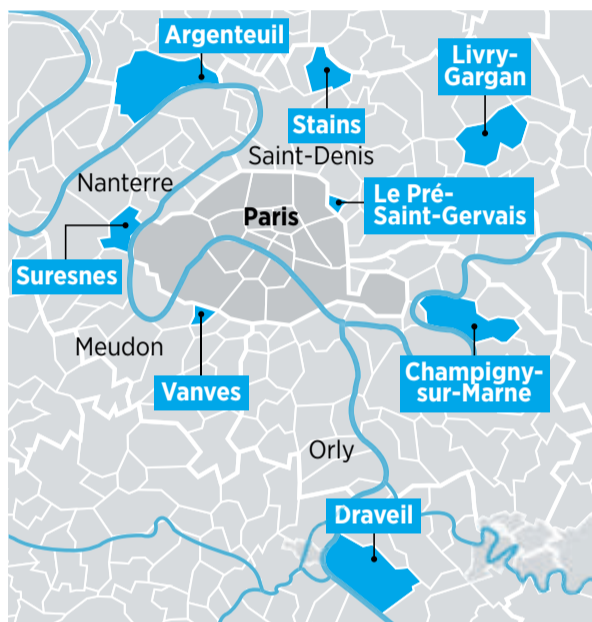 Argenteuil
Livry-
Gargan
Stains
Saint-Denis
Nanterre
Le Pré-
Saint-Gervais
Paris
Suresnes
Meudon
Vanves
Champigny-
sur-Marne
Orly
Draveil